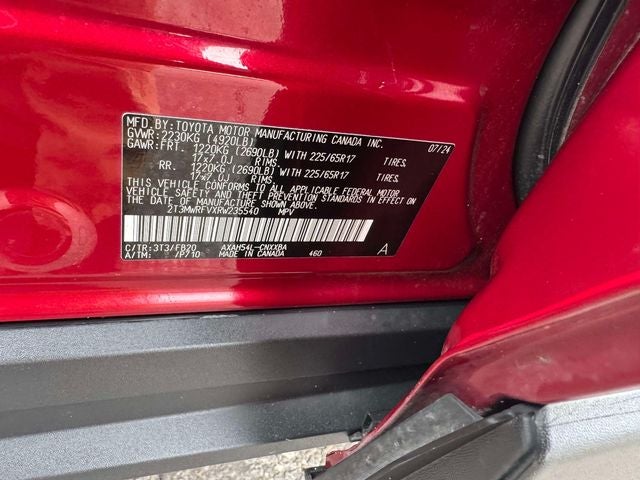 MFD.BY:TOYOTA MOTOR MANUFACTURING CANADA INC.
GVWR:2230KG (4920LB) 07/24
GAWR:FRT. 1220KG (2690LB) WITH 225/65R17 TIRES.
17x7.0J RIMS.
RR. 1220KG (2690LB) WITH 225/65R17 TIRES.
17x7.0J RIMS.
THIS VEHICLE CONFORMS TO ALL APPLICABLE FEDERAL MOTOR
VEHICLE SAFETY AND THEFT PREVENTION STANDARDS IN EFFECT ON
THE DATE OF MANUFACTURE SHOWN ABOVE.
2T3MWRFVXRW235540 MPV
C/TR:3T3/FB20 AXAH54L-CNXXBA A
A/TM: /P/10 MADE IN CANADA 460